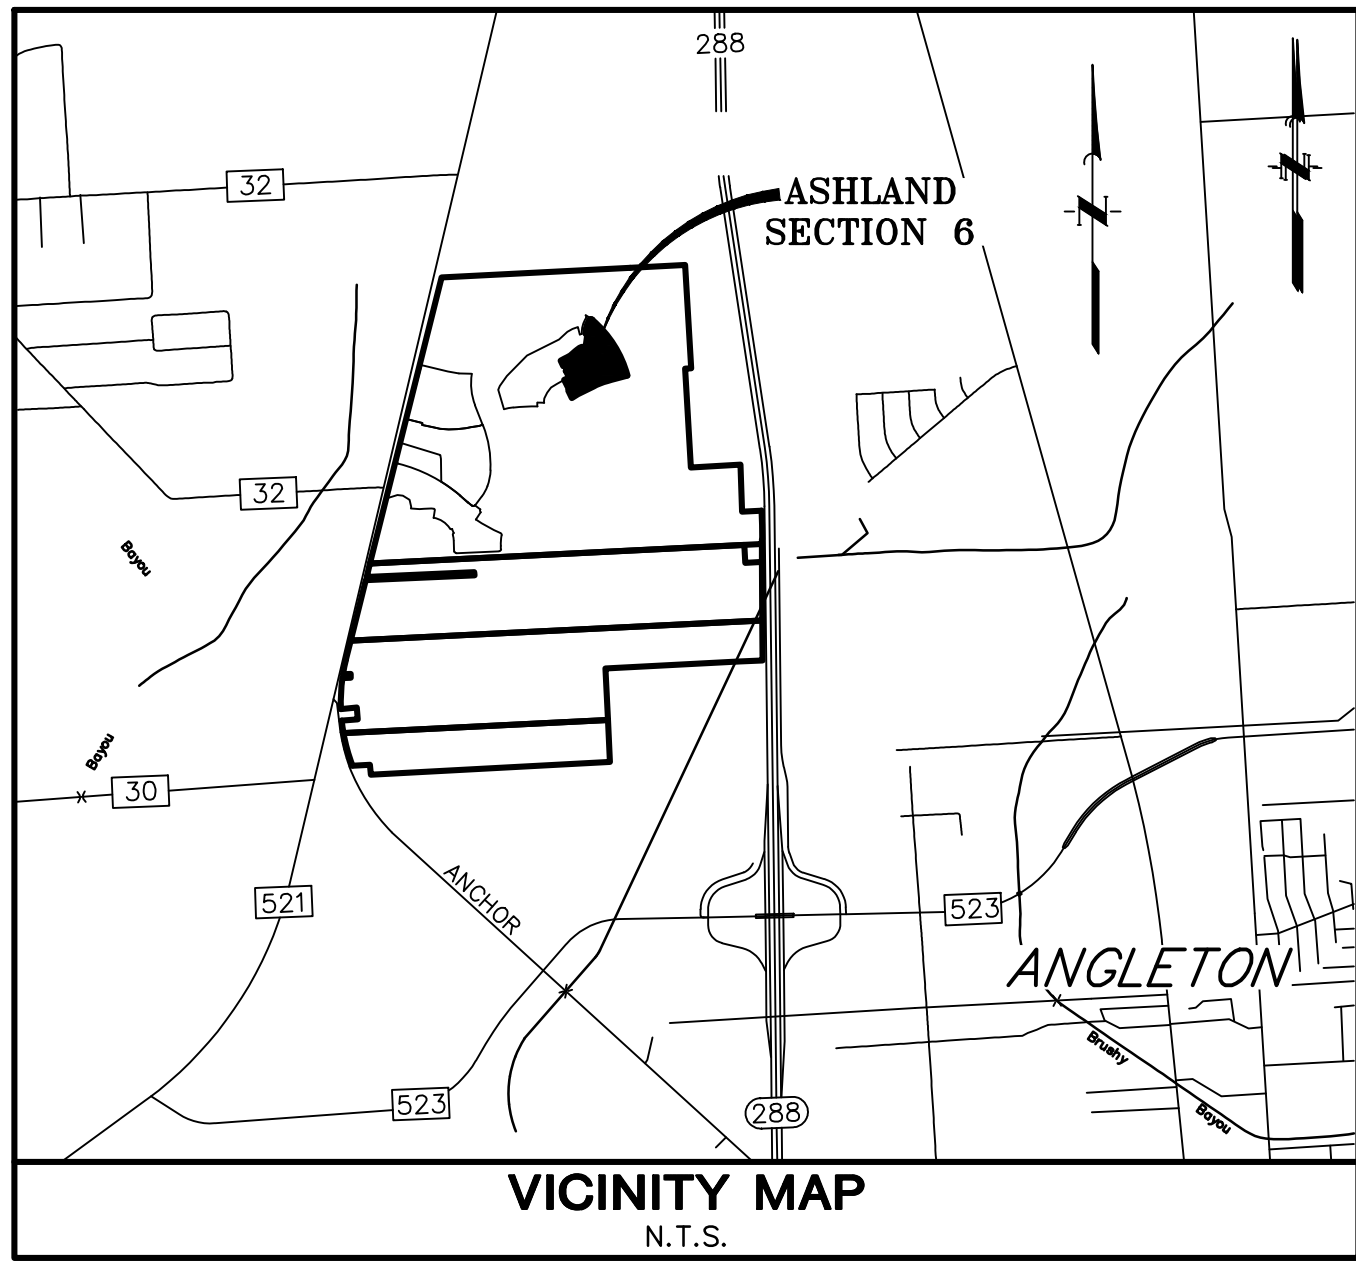 288
32
ASHLAND
SECTION 6
N
N
32
Bayou
Bayou
30
ANCHOR
521
523
ANGLETON
Brushy
523
288
Bayou
VICINITY MAP
N.T.S.